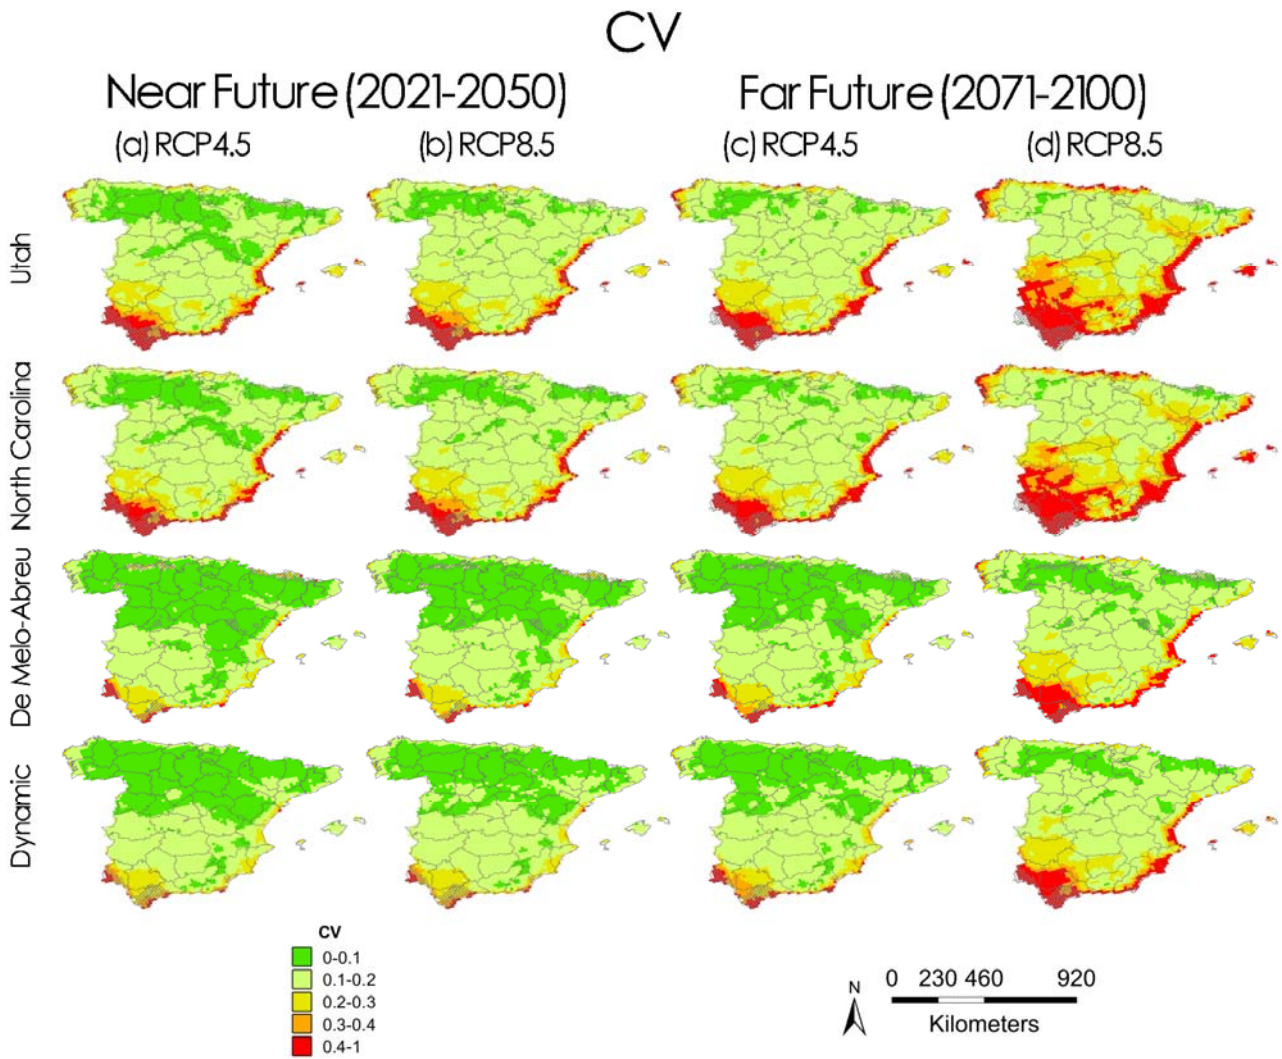 CV
Near Future (2021-2050)
Far Future (2071-2100)
(a) RCP4.5
(b) RCP8.5
(c) RCP4.5
(d) RCP8.5
Utah
North Carolina
De Melo-Abreu
Dynamic
CV
0-0.1
0.1-0.2
0.2-0.3
0.3-0.4
0.4-1
N
0 230 460 920
Kilometers